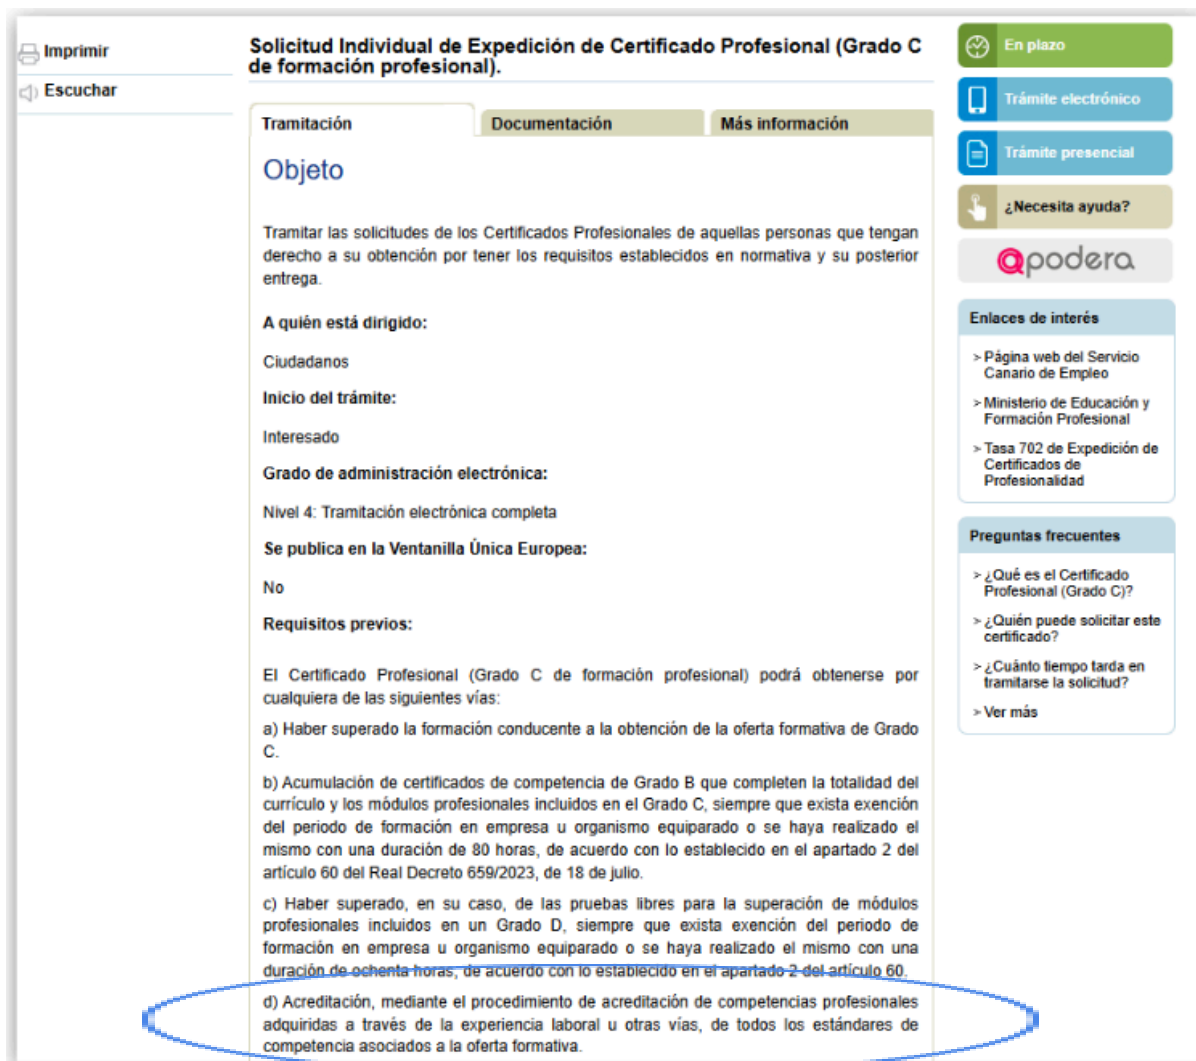 Imprimir
Escuchar
Solicitud Individual de Expedición de Certificado Profesional (Grado C
de formación profesional).
Tramitación
Documentación
Más información
Objeto
Tramitar las solicitudes de los Certificados Profesionales de aquellas personas que tengan
derecho a su obtención por tener los requisitos establecidos en normativa y su posterior
entrega.
A quién está dirigido:
Ciudadanos
Inicio del trámite:
Interesado
Grado de administración electrónica:
Nivel 4: Tramitación electrónica completa
Se publica en la Ventanilla Única Europea:
No
Requisitos previos:
El Certificado Profesional (Grado C de formación profesional) podrá obtenerse por
cualquiera de las siguientes vías:
a) Haber superado la formación conducente a la obtención de la oferta formativa de Grado
C.
b) Acumulación de certificados de competencia de Grado B que completen la totalidad del
currículo y los módulos profesionales incluidos en el Grado C, siempre que exista exención
del periodo de formación en empresa u organismo equiparado o se haya realizado el
mismo con una duración de 80 horas, de acuerdo con lo establecido en el apartado 2 del
artículo 60 del Real Decreto 659/2023, de 18 de julio.
c) Haber superado, en su caso, de las pruebas libres para la superación de módulos
profesionales incluidos en un Grado D, siempre que exista exención del periodo de
formación en empresa u organismo equiparado o se haya realizado el mismo con una
duración de ochenta horas, de acuerdo con lo establecido en el apartado 2 del artículo 60.
d) Acreditación, mediante el procedimiento de acreditación de competencias profesionales
adquiridas a través de la experiencia laboral u otras vías, de todos los estándares de
competencia asociados a la oferta formativa.
En plazo
Trámite electrónico
Trámite presencial
¿Necesita ayuda?
@podera
Enlaces de interés
> Página web del Servicio
Canario de Empleo
> Ministerio de Educación y
Formación Profesional
> Tasa 702 de Expedición de
Certificados de
Profesionalidad
Preguntas frecuentes
> ¿Qué es el Certificado
Profesional (Grado C)?
> ¿Quién puede solicitar este
certificado?
> ¿Cuánto tiempo tarda en
tramitarse la solicitud?
> Ver más